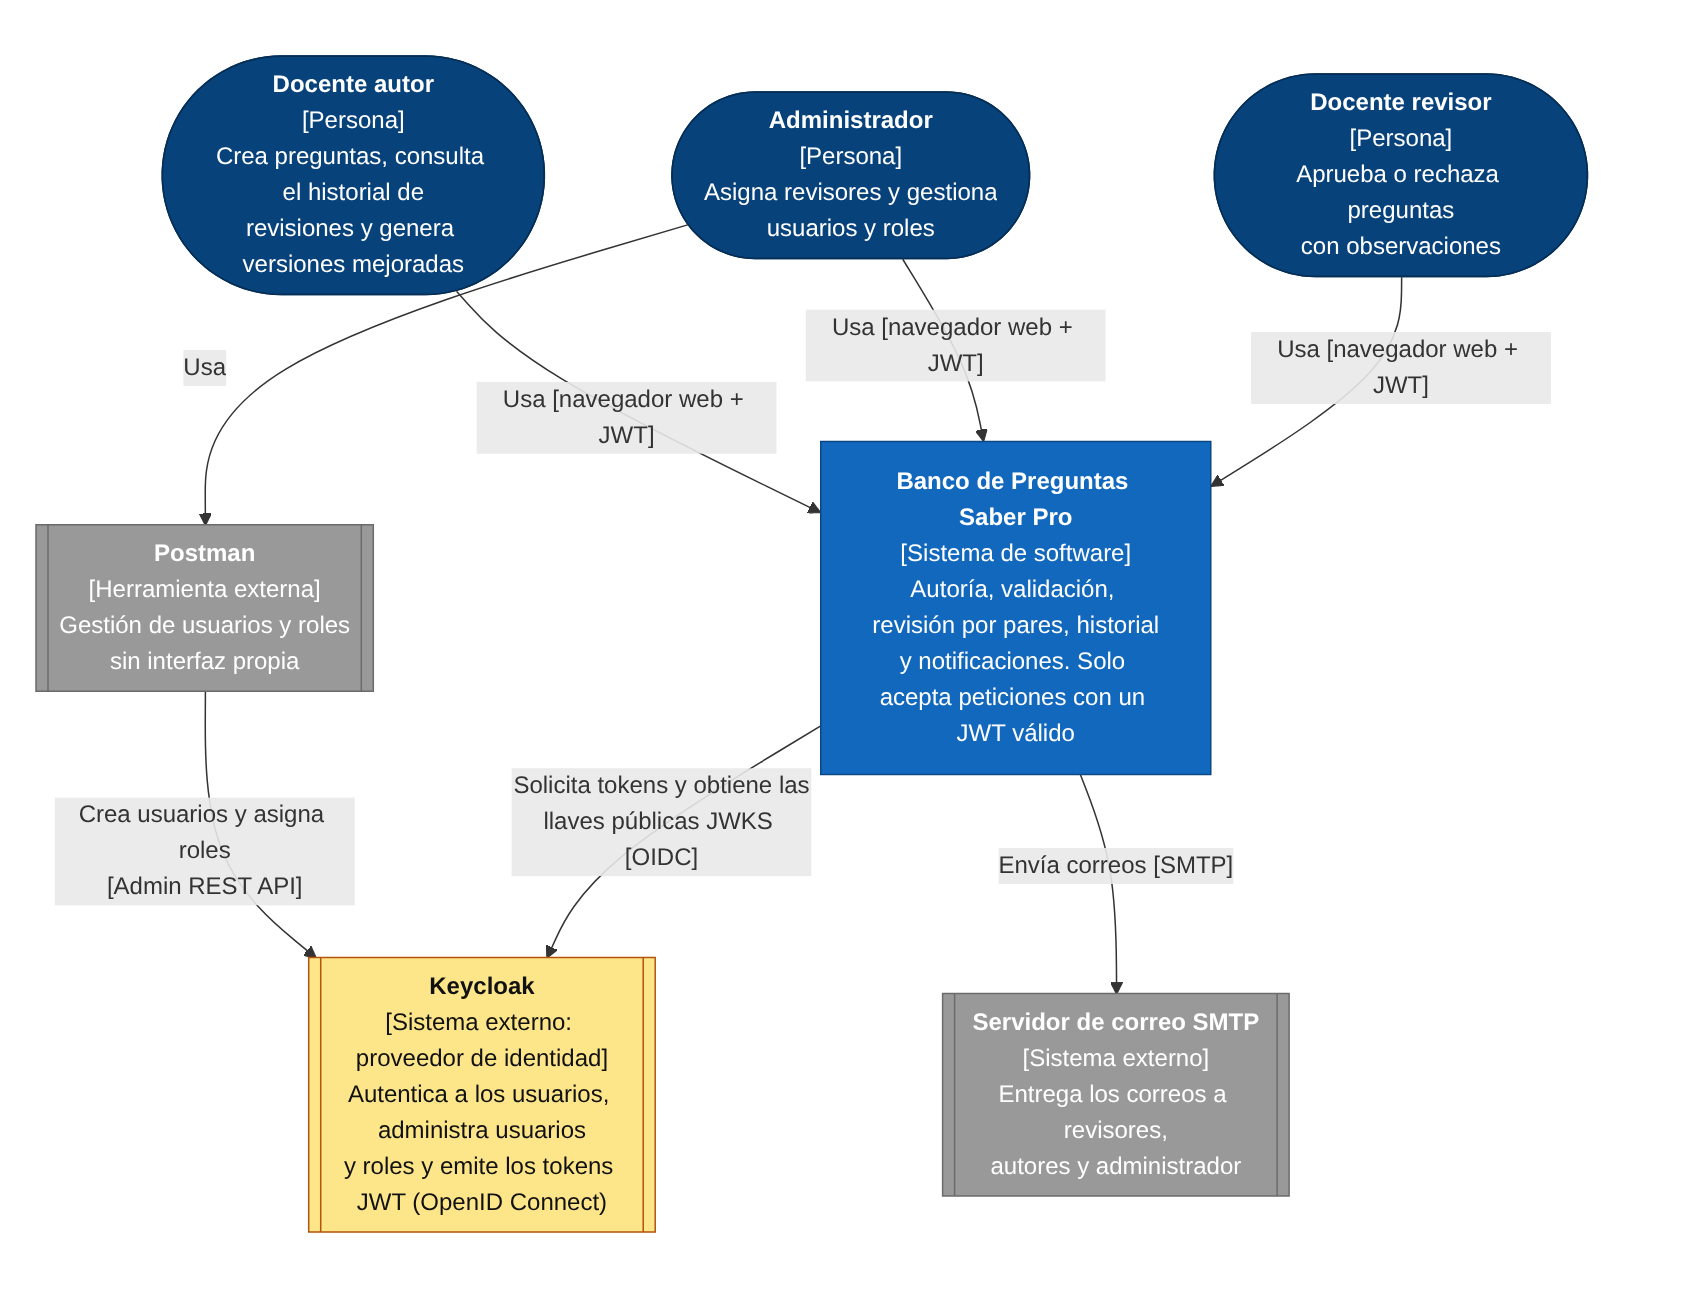 Docente autor
[Persona]
Crea preguntas, consulta
el historial de
revisiones y genera
versiones mejoradas
Administrador
[Persona]
Asigna revisores y gestiona
usuarios y roles
Docente revisor
[Persona]
Aprueba o rechaza
preguntas
con observaciones
Usa
Usa [navegador web +
JWT]
Usa [navegador web +
JWT]
Usa [navegador web +
JWT]
Postman
[Herramienta externa]
Gestión de usuarios y roles
sin interfaz propia
Banco de Preguntas
Saber Pro
[Sistema de software]
Autoría, validación,
revisión por pares, historial
y notificaciones. Solo
acepta peticiones con un
JWT válido
Crea usuarios y asigna
roles
[Admin REST API]
Solicita tokens y obtiene las
llaves públicas JWKS
[OIDC]
Envía correos [SMTP]
Keycloak
[Sistema externo:
proveedor de identidad]
Autentica a los usuarios,
administra usuarios
y roles y emite los tokens
JWT (OpenID Connect)
Servidor de correo SMTP
[Sistema externo]
Entrega los correos a
revisores,
autores y administrador